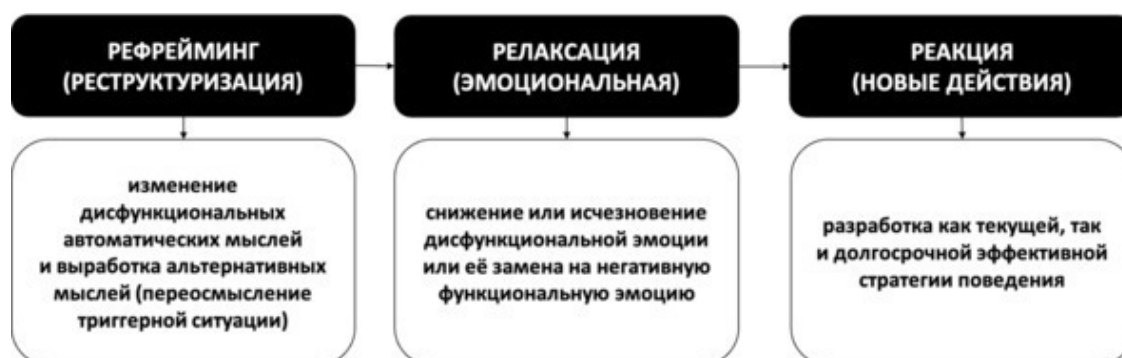 РЕФРЕЙМИНГ
(РЕСТРУКТУРИЗАЦИЯ)
изменение
дисфункциональных
автоматических мыслей
и выработка альтернативных
мыслей (переосмысление
триггерной ситуации)
РЕЛАКСАЦИЯ
(ЭМОЦИОНАЛЬНАЯ)
снижение или исчезновение
дисфункциональной эмоции
или её замена на негативную
функциональную эмоцию
РЕАКЦИЯ
(НОВЫЕ ДЕЙСТВИЯ)
разработка как текущей, так
и долгосрочной эффективной
стратегии поведения